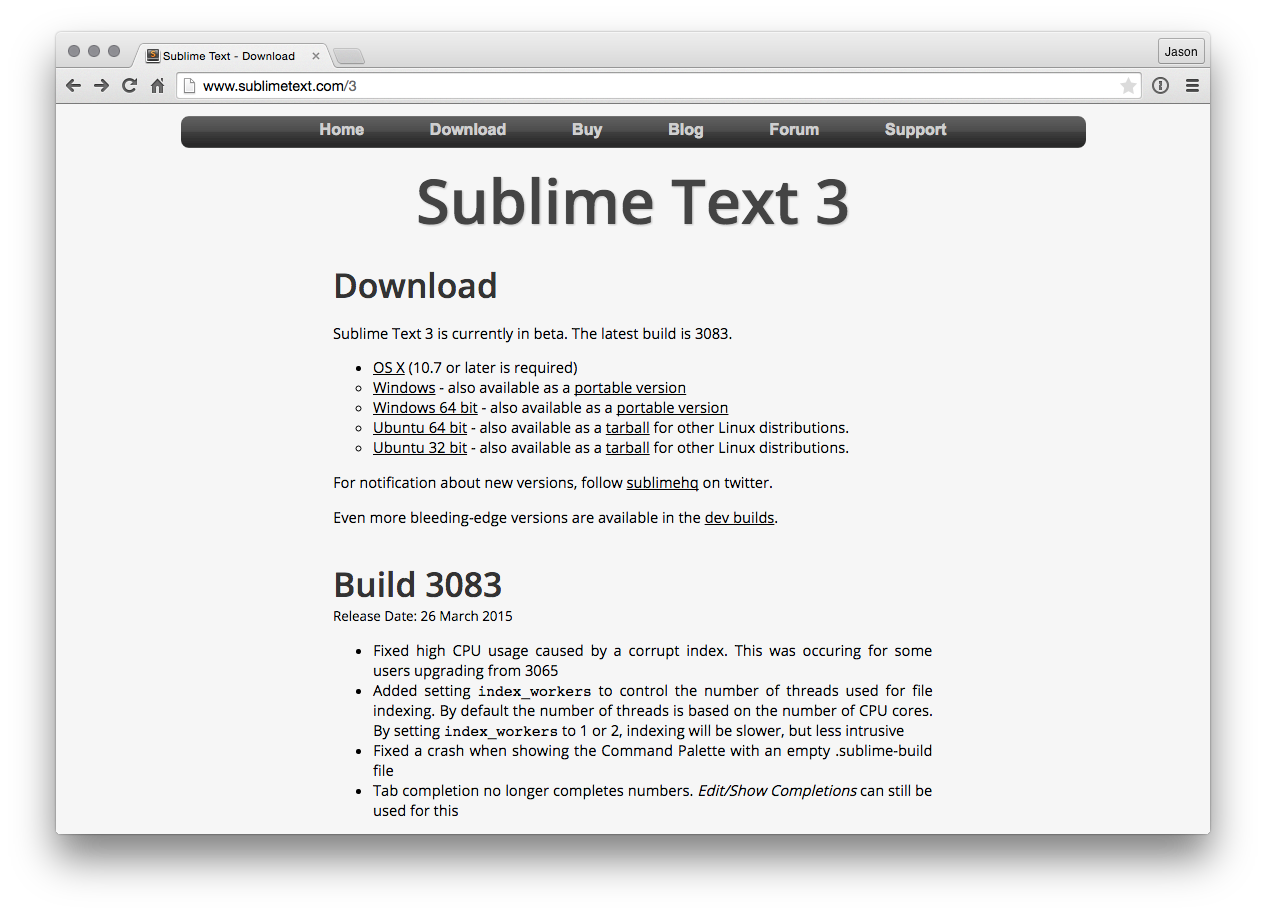 Sublime Text - Download
Jason
www.sublimetext.com/3
Home Download Buy Blog Forum Support
Sublime Text 3
Download
Sublime Text 3 is currently in beta. The latest build is 3083.
OS X (10.7 or later is required)
Windows - also available as a portable version
Windows 64 bit - also available as a portable version
Ubuntu 64 bit - also available as a tarball for other Linux distributions.
Ubuntu 32 bit - also available as a tarball for other Linux distributions.
For notification about new versions, follow sublimehq on twitter.
Even more bleeding-edge versions are available in the dev builds.
Build 3083
Release Date: 26 March 2015
Fixed high CPU usage caused by a corrupt index. This was occuring for some
users upgrading from 3065
Added setting index_workers to control the number of threads used for file
indexing. By default the number of threads is based on the number of CPU cores.
By setting index_workers to 1 or 2, indexing will be slower, but less intrusive
Fixed a crash when showing the Command Palette with an empty .sublime-build
file
Tab completion no longer completes numbers. Edit/Show Completions can still be
used for this